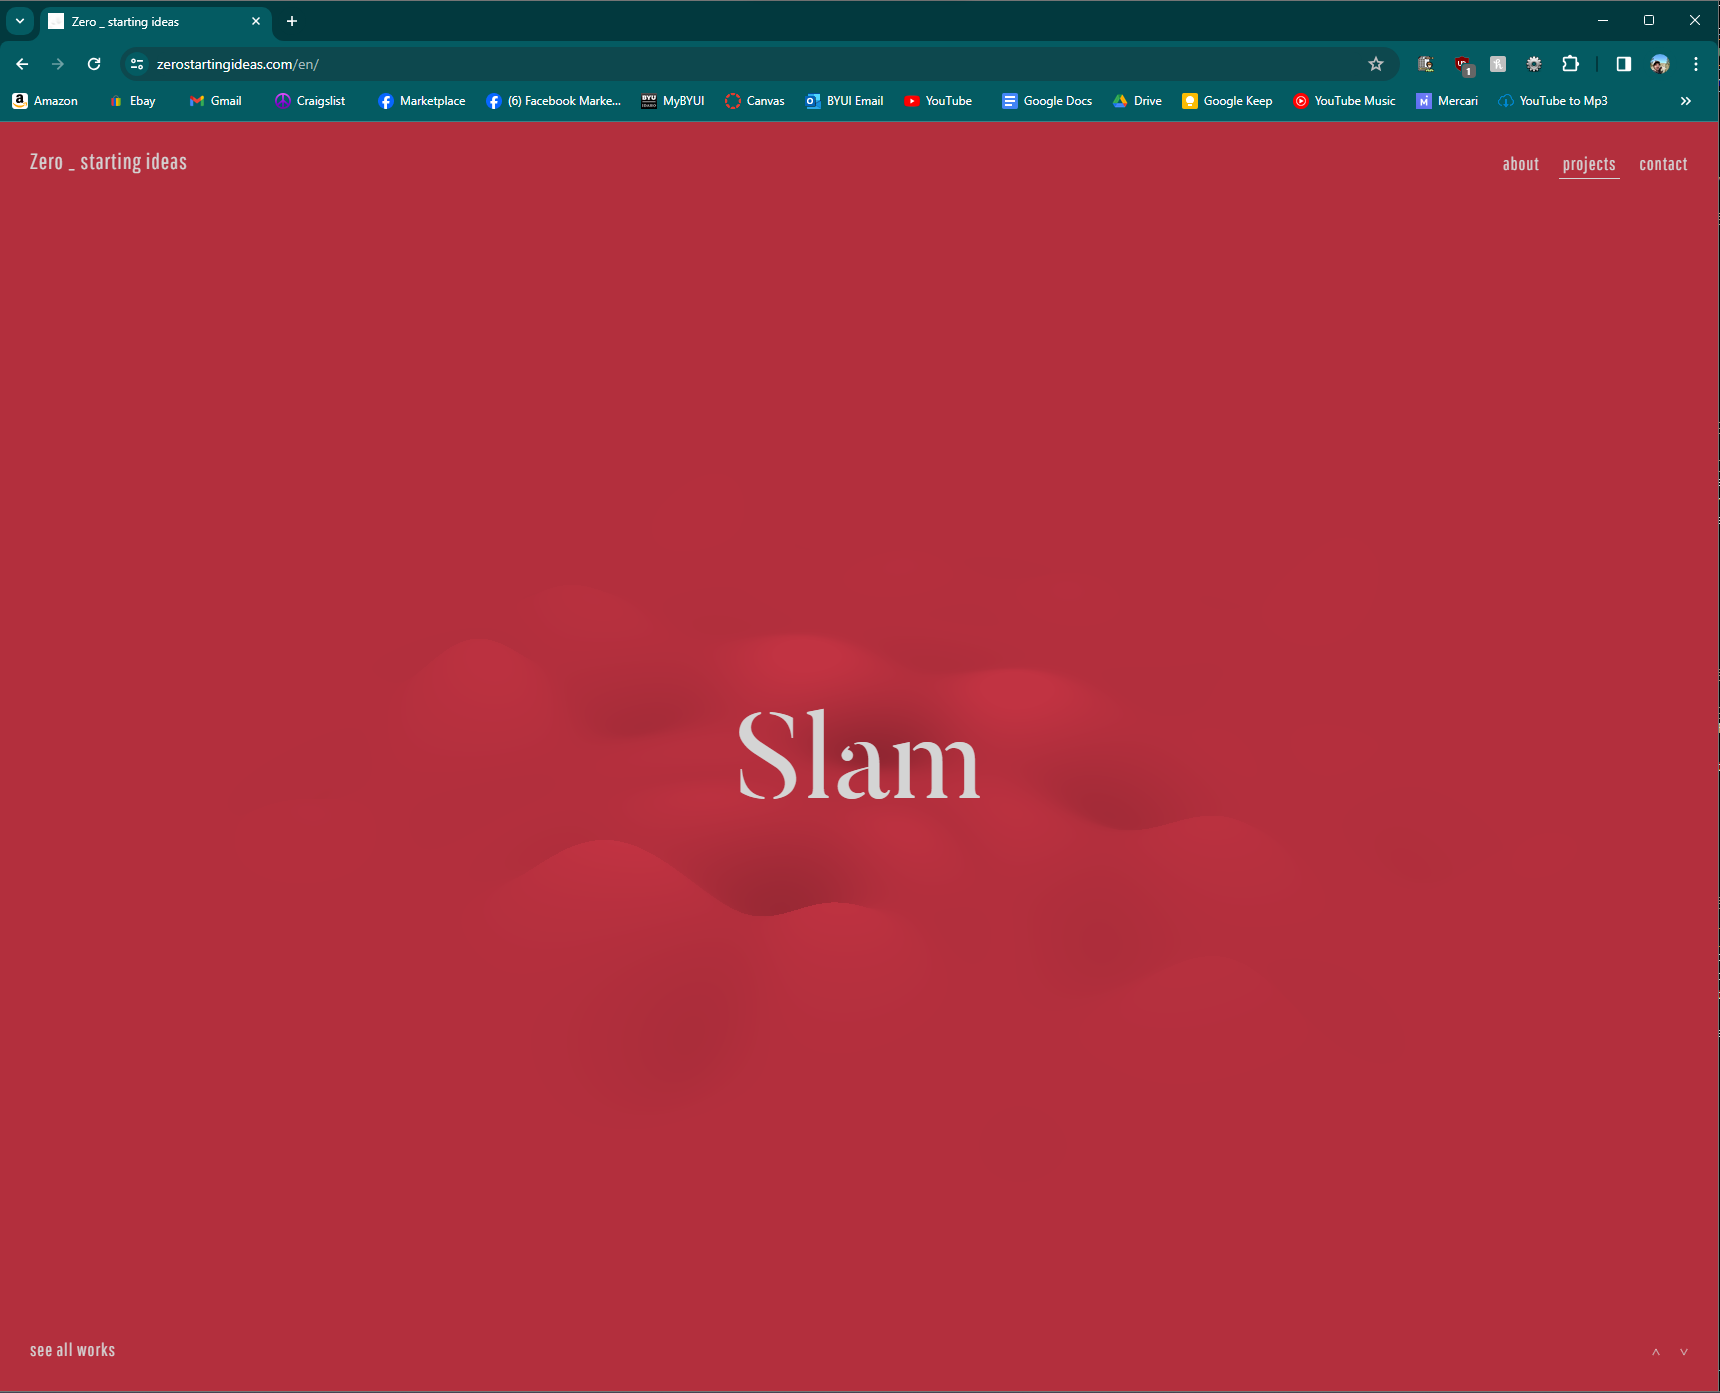 Zero _ starting ideas
zerostartingideas.com/en/
1
Amazon Ebay Gmail Craigslist Marketplace (6) Facebook Marke... MyBYUI Canvas BYUI Email YouTube Google Docs Drive Google Keep YouTube Music Mercari YouTube to Mp3
Zero _ starting ideas about projects contact
Slam
see all works